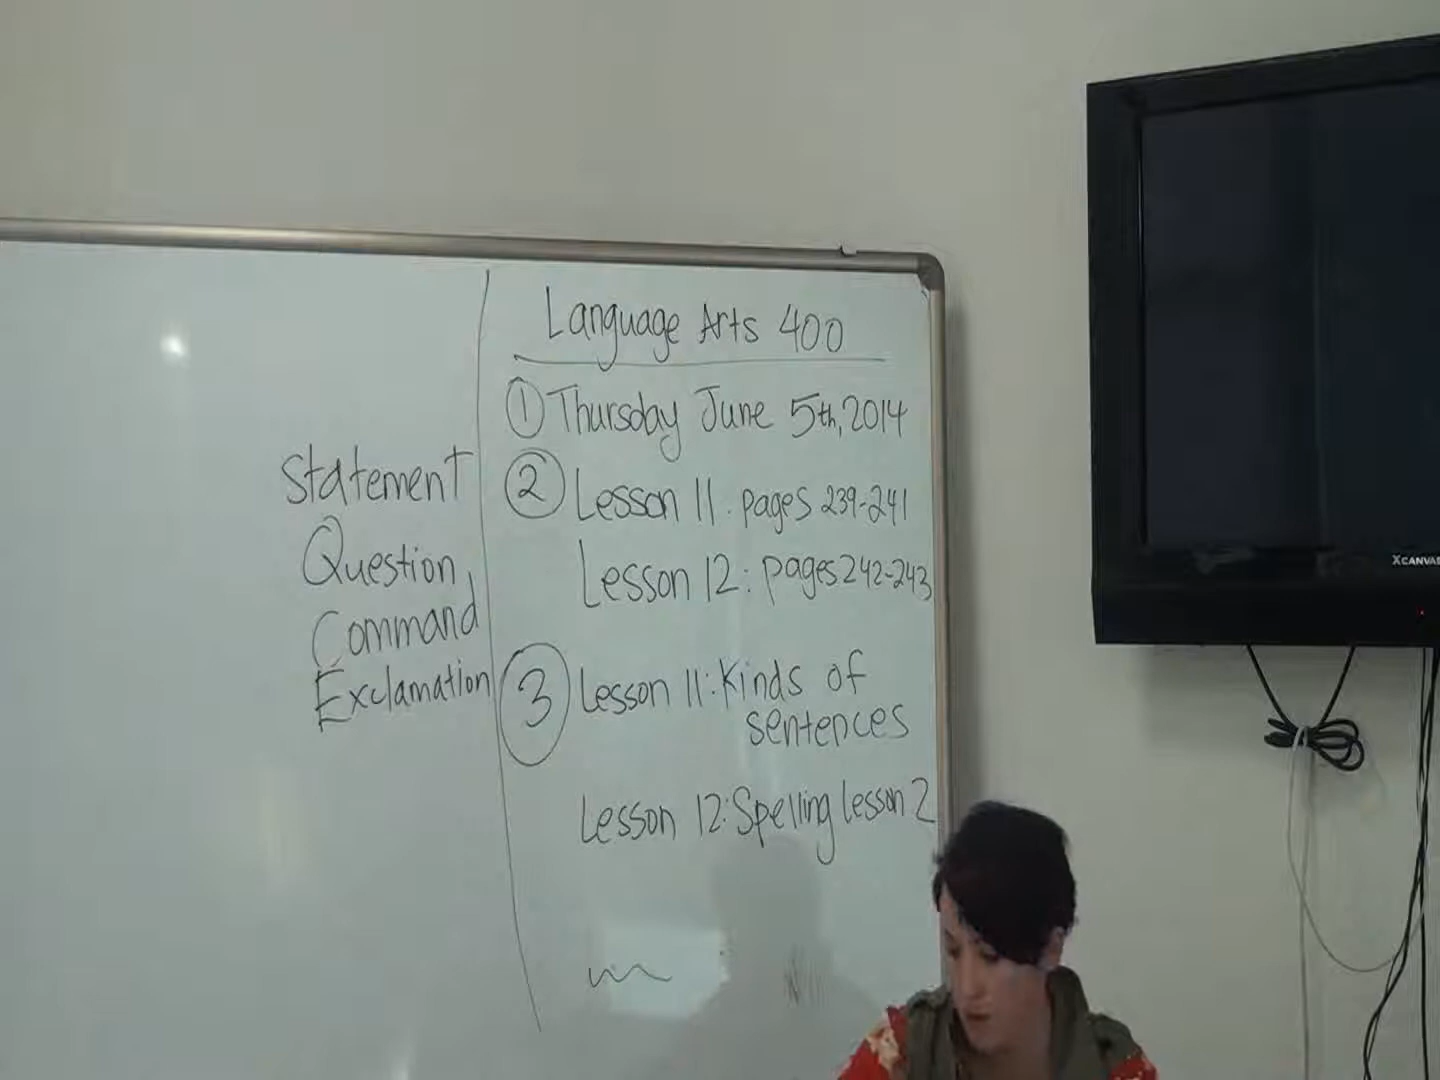 Language Arts 400
① Thursday June 5th, 2014
② Lesson 11. pages 239-241
Lesson 12: pages 242-243
③ Lesson 11: Kinds of
sentences
Lesson 12: Spelling lesson 2
Statement
Question
Command
Exclamation
XCANVAS